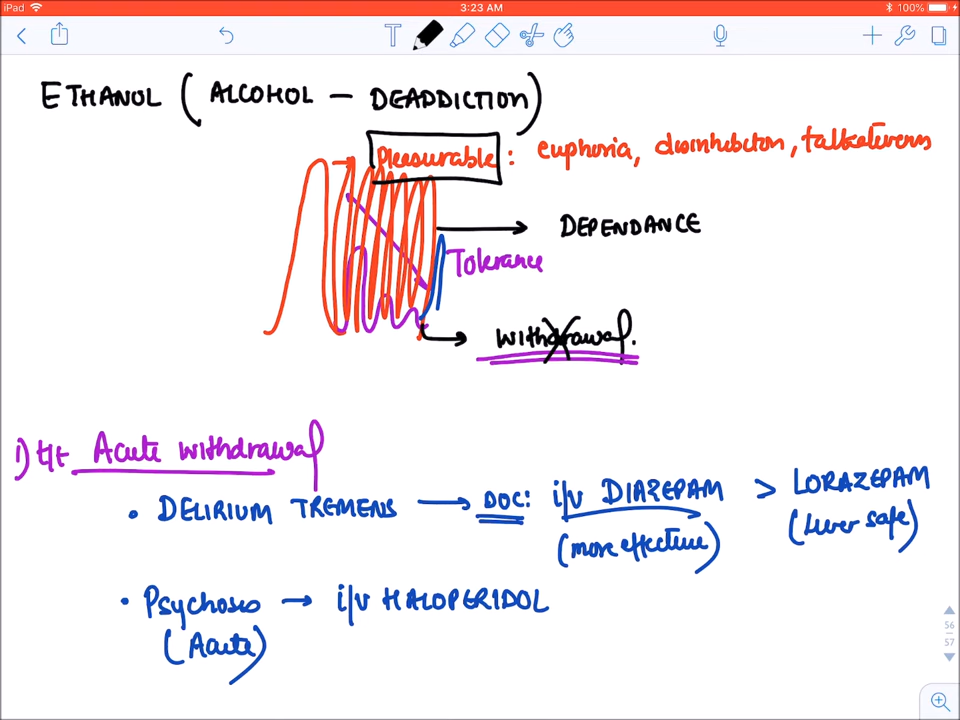 iPad 3:23 AM 100%
T
ETHANOL (ALCOHOL – DEADDICTION)
Pleasurable : euphoria, disinhibition, talkativeness
DEPENDANCE
Tolerance
withdrawal.
1) t/t Acute withdrawal
• DELIRIUM TREMENS → DOC: i/v DIAZEPAM > LORAZEPAM
(more effective) (Liver safe)
• Psychosis → i/v HALOPERIDOL
(Acute)
56
57